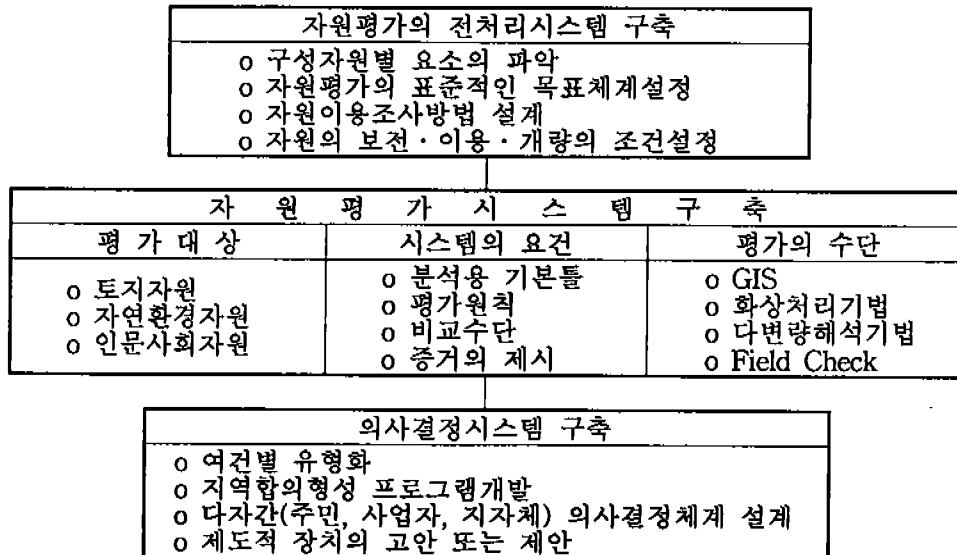 자원평가의 전처리시스템 구축
o 구성자원별 요소의 파악
o 자원평가의 표준적인 목표체계설정
o 자원이용조사방법 설계
o 자원의 보전·이용·개량의 조건설정
자 원 평 가 시 스 템 구 축
평 가 대 상
o 토지자원
o 자연환경자원
o 인문사회자원
시스템의 요건
o 분석용 기본틀
o 평가원칙
o 비교수단
o 증거의 제시
평가의 수단
o GIS
o 화상처리기법
o 다변량해석기법
o Field Check
의사결정시스템 구축
o 여건별 유형화
o 지역합의형성 프로그램개발
o 다자간(주민, 사업자, 지자체) 의사결정체계 설계
o 제도적 장치의 고안 또는 제안